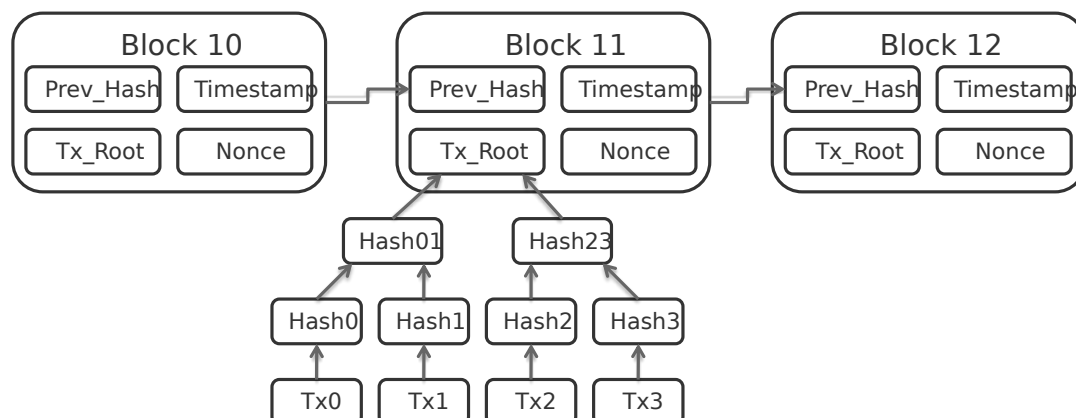 Block 10 Block 11 Block 12
Prev_Hash Timestamp Prev_Hash Timestamp Prev_Hash Timestamp
Tx_Root Nonce Tx_Root Nonce Tx_Root Nonce
Hash01 Hash23
Hash0 Hash1 Hash2 Hash3
Tx0 Tx1 Tx2 Tx3